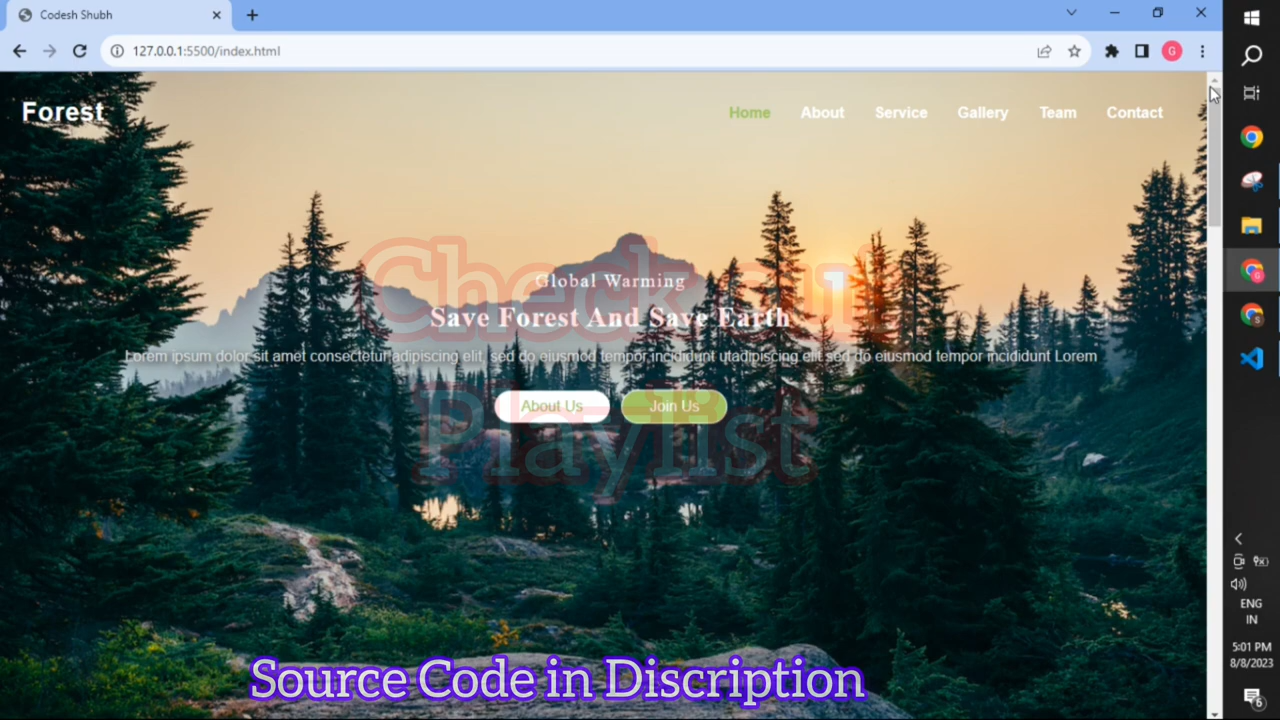 Codesh Shubh
127.0.0.1:5500/index.html
G
Forest
Home About Service Gallery Team Contact
Check out
Global Warming
Save Forest And Save Earth
Lorem ipsum dolor sit amet consectetur adipiscing elit, sed do eiusmod tempor incididunt utadipiscing elit sed do eiusmod tempor incididunt Lorem
About Us Join Us
Playlist
Source Code in Discription
ENG
IN
5:01 PM
8/8/2023
6